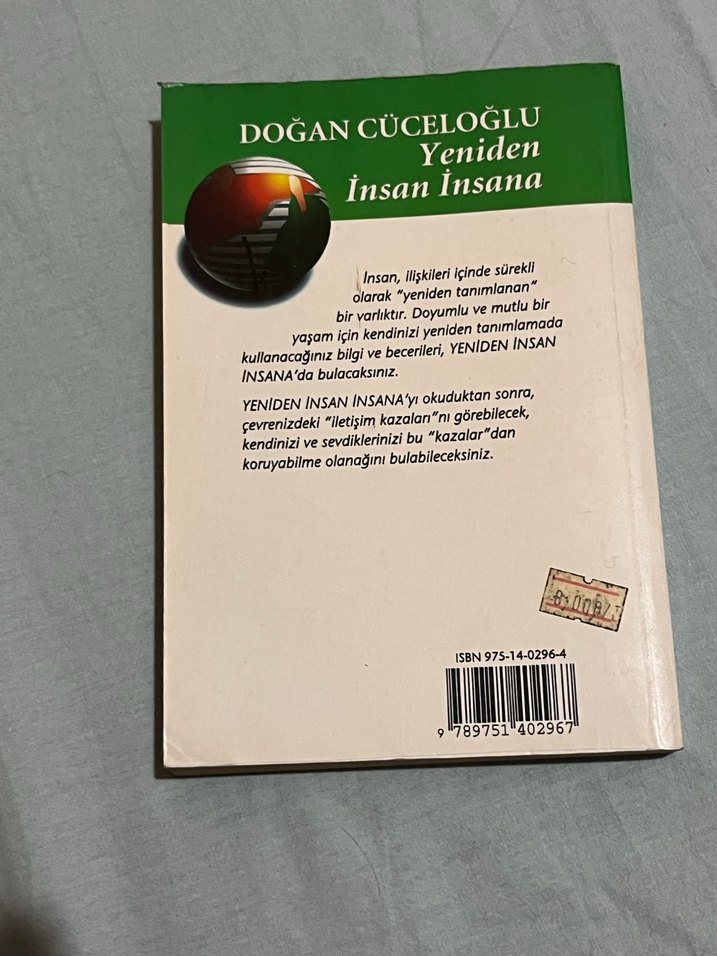 DOĞAN CÜCELOĞLU
Yeniden
İnsan İnsana
İnsan, ilişkileri içinde sürekli
olarak "yeniden tanımlanan"
bir varlıktır. Doyumlu ve mutlu bir
yaşam için kendinizi yeniden tanımlamada
kullanacağınız bilgi ve becerileri, YENİDEN İNSAN
İNSANA'da bulacaksınız.
YENİDEN İNSAN İNSANA'yı okuduktan sonra,
çevrenizdeki "iletişim kazaları"nı görebilecek,
kendinizi ve sevdiklerinizi bu "kazalar"dan
koruyabilme olanağını bulabileceksiniz.
ISBN 975-14-0296-4
9 789751 402967